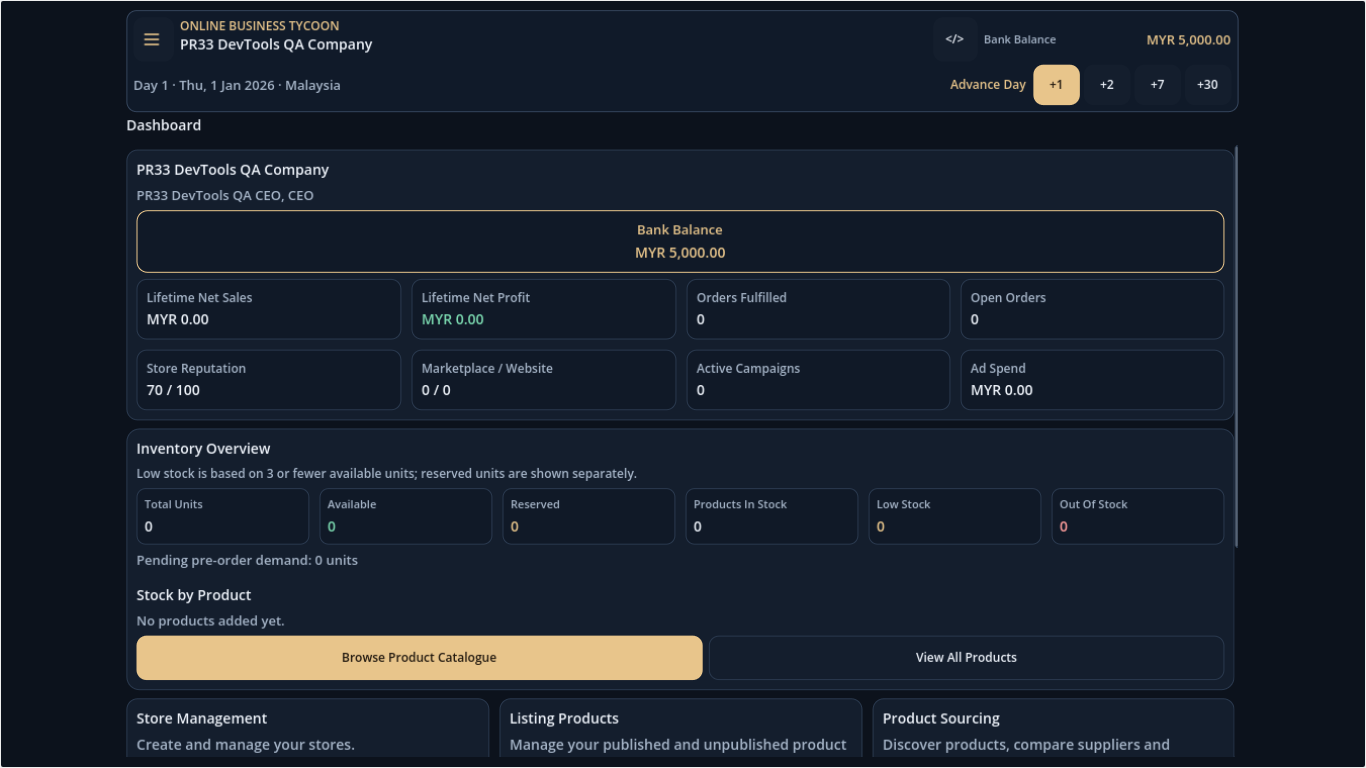 ONLINE BUSINESS TYCOON
PR33 DevTools QA Company
</> Bank Balance MYR 5,000.00
Day 1 · Thu, 1 Jan 2026 · Malaysia
Advance Day +1 +2 +7 +30
Dashboard
PR33 DevTools QA Company
PR33 DevTools QA CEO, CEO
Bank Balance
MYR 5,000.00
Lifetime Net Sales
MYR 0.00
Lifetime Net Profit
MYR 0.00
Orders Fulfilled
0
Open Orders
0
Store Reputation
70 / 100
Marketplace / Website
0 / 0
Active Campaigns
0
Ad Spend
MYR 0.00
Inventory Overview
Low stock is based on 3 or fewer available units; reserved units are shown separately.
Total Units
0
Available
0
Reserved
0
Products In Stock
0
Low Stock
0
Out Of Stock
0
Pending pre-order demand: 0 units
Stock by Product
No products added yet.
Browse Product Catalogue
View All Products
Store Management
Create and manage your stores.
Listing Products
Manage your published and unpublished product
Product Sourcing
Discover products, compare suppliers and